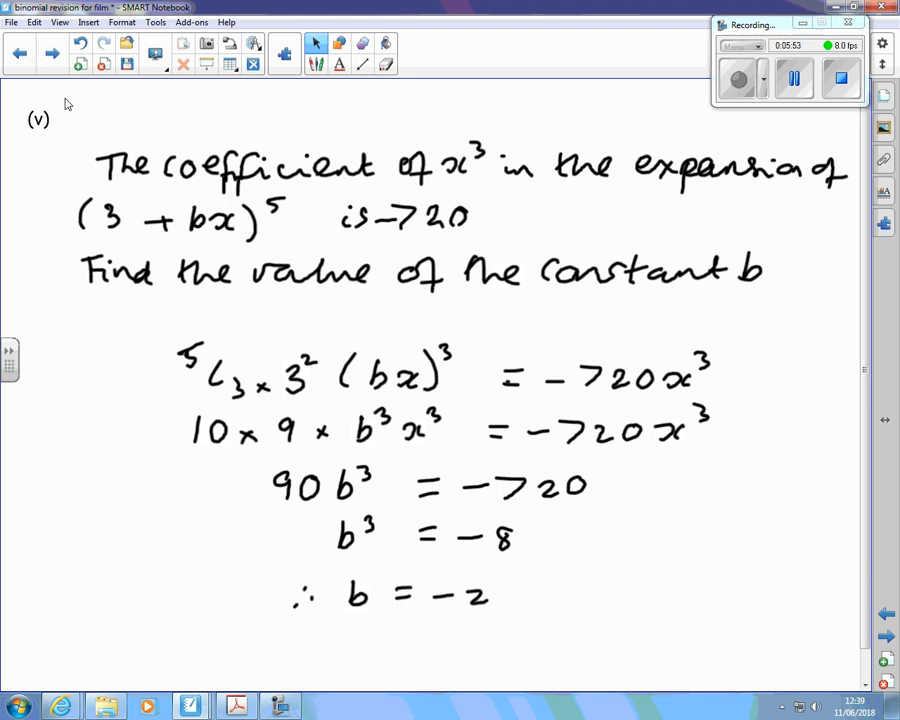 binomial revision for film * - SMART Notebook
File Edit View Insert Format Tools Add-ons Help
Recording...
Menu
0:05:53
8.0 fps
(v)
The coefficient of x³ in the expansion of
(3 + bx)⁵ is -720
Find the value of the constant b
⁵C₃ × 3² (bx)³ = -720x³
10 × 9 × b³x³ = -720x³
90b³ = -720
b³ = -8
∴ b = -2
12:39
11/06/2018